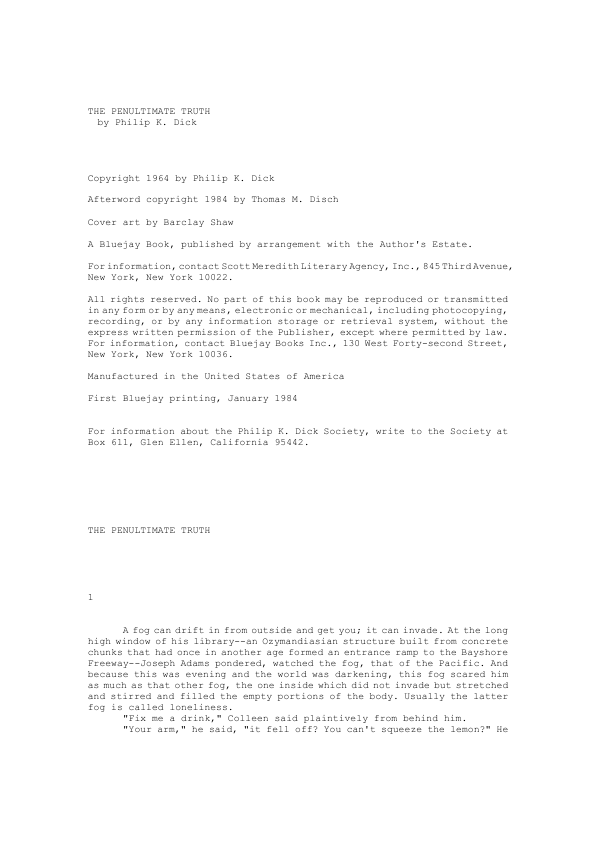 THE PENULTIMATE TRUTH
by Philip K. Dick
Copyright 1964 by Philip K. Dick
Afterword copyright 1984 by Thomas M. Disch
Cover art by Barclay Shaw
A Bluejay Book, published by arrangement with the Author's Estate.
For information, contact Scott Meredith Literary Agency, Inc., 845 Third Avenue,
New York, New York 10022.
All rights reserved. No part of this book may be reproduced or transmitted
in any form or by any means, electronic or mechanical, including photocopying,
recording, or by any information storage or retrieval system, without the
express written permission of the Publisher, except where permitted by law.
For information, contact Bluejay Books Inc., 130 West Forty-second Street,
New York, New York 10036.
Manufactured in the United States of America
First Bluejay printing, January 1984
For information about the Philip K. Dick Society, write to the Society at
Box 611, Glen Ellen, California 95442.
THE PENULTIMATE TRUTH
1
A fog can drift in from outside and get you; it can invade. At the long
high window of his library--an Ozymandiasian structure built from concrete
chunks that had once in another age formed an entrance ramp to the Bayshore
Freeway--Joseph Adams pondered, watched the fog, that of the Pacific. And
because this was evening and the world was darkening, this fog scared him
as much as that other fog, the one inside which did not invade but stretched
and stirred and filled the empty portions of the body. Usually the latter
fog is called loneliness.
"Fix me a drink," Colleen said plaintively from behind him.
"Your arm," he said, "it fell off? You can't squeeze the lemon?" He